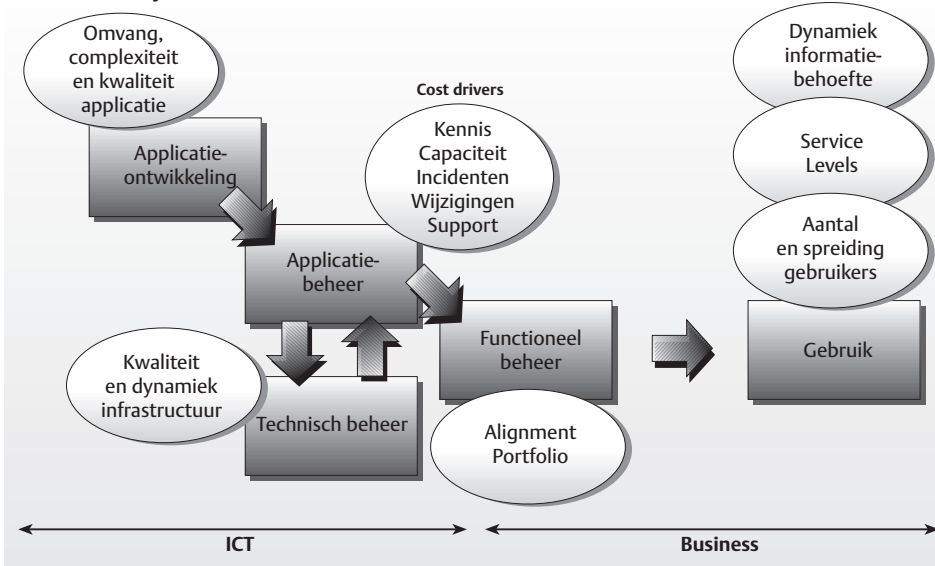 Omvang,
complexiteit
en kwaliteit
applicatie
Applicatie-
ontwikkeling
Cost drivers
Kennis
Capaciteit
Incidenten
Wijzigingen
Support
Applicatie-
beheer
Kwaliteit
en dynamiek
infrastructuur
Technisch beheer
Functioneel
beheer
Alignment
Portfolio
Dynamiek
informatie-
behoefte
Service
Levels
Aantal
en spreiding
gebruikers
Gebruik
ICT
Business